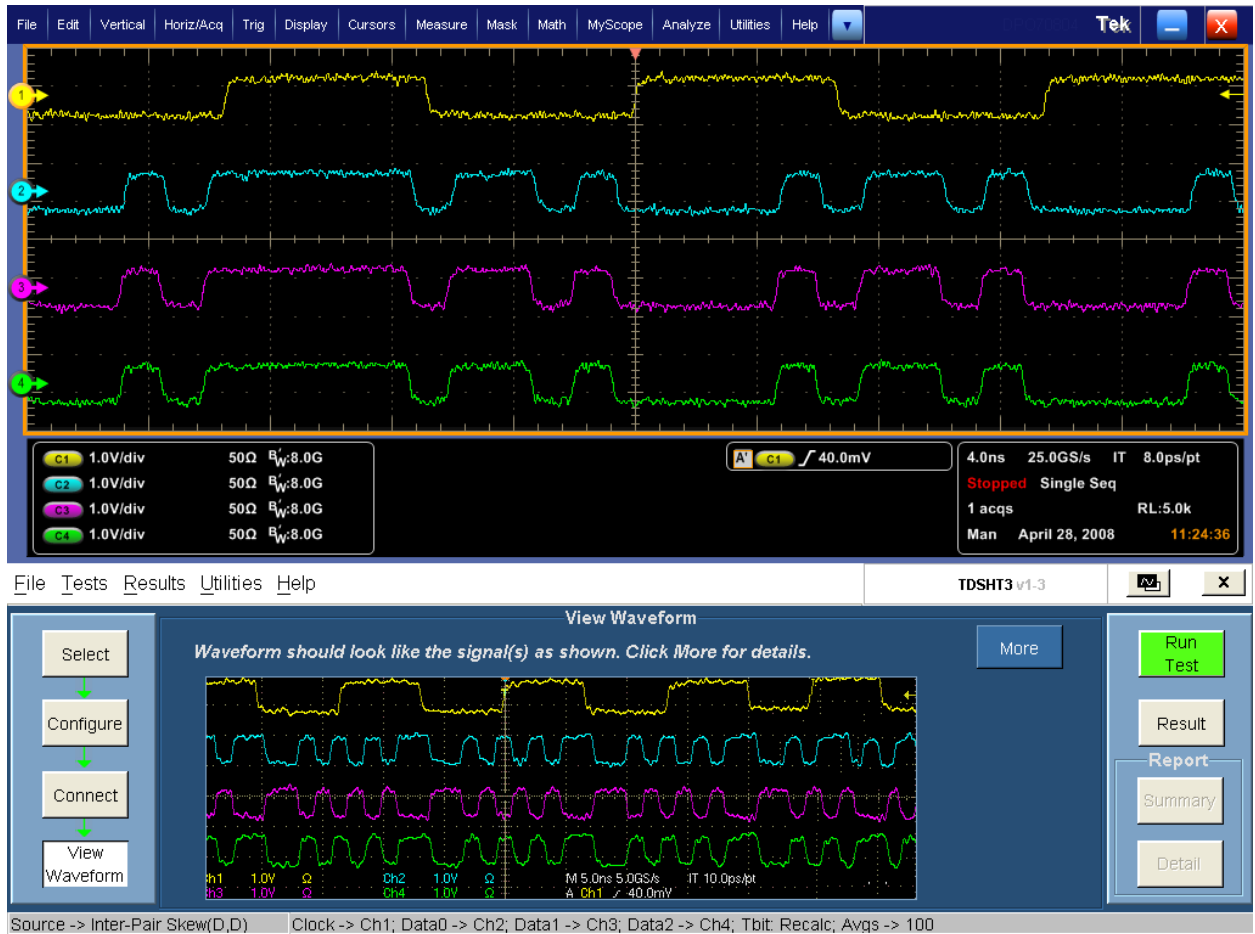 File Edit Vertical Horiz/Acq Trig Display Cursors Measure Mask Math MyScope Analyze Utilities Help Tek X
1
2
3
4
C1 1.0V/div 50Ω BW:8.0G
C2 1.0V/div 50Ω BW:8.0G
C3 1.0V/div 50Ω BW:8.0G
C4 1.0V/div 50Ω BW:8.0G
A' C1 40.0mV
4.0ns 25.0GS/s IT 8.0ps/pt
Stopped Single Seq
1 acqs RL:5.0k
Man April 28, 2008 11:24:36
File Tests Results Utilities Help TDSHT3 v1-3 x
View Waveform
Select
Configure
Connect
View
Waveform
Waveform should look like the signal(s) as shown. Click More for details.
More
Ch1 1.0V Ω Ch2 1.0V Ω M 5.0ns 5.0GS/s IT 10.0ps/pt
Ch3 1.0V Ω Ch4 1.0V Ω A Ch1 40.0mV
Run
Test
Result
Report
Summary
Detail
Source -> Inter-Pair Skew(D,D) Clock -> Ch1; Data0 -> Ch2; Data1 -> Ch3; Data2 -> Ch4; Tbit: Recalc; Avgs -> 100